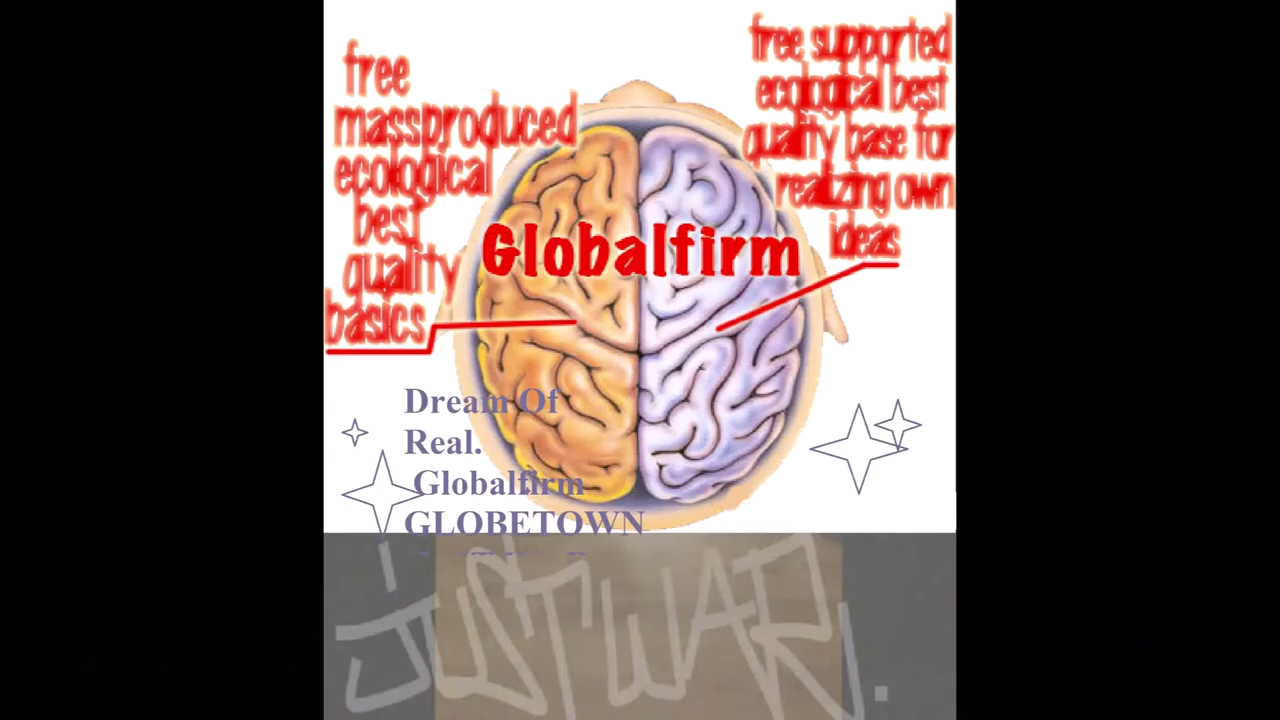 free
massproduced
ecological
best
quality
basics
free supported
ecological best
quality base for
realizing own
ideas
Globalfirm
Dream Of
Real.
Globalfirm
GLOBETOWN
JUST WAR.